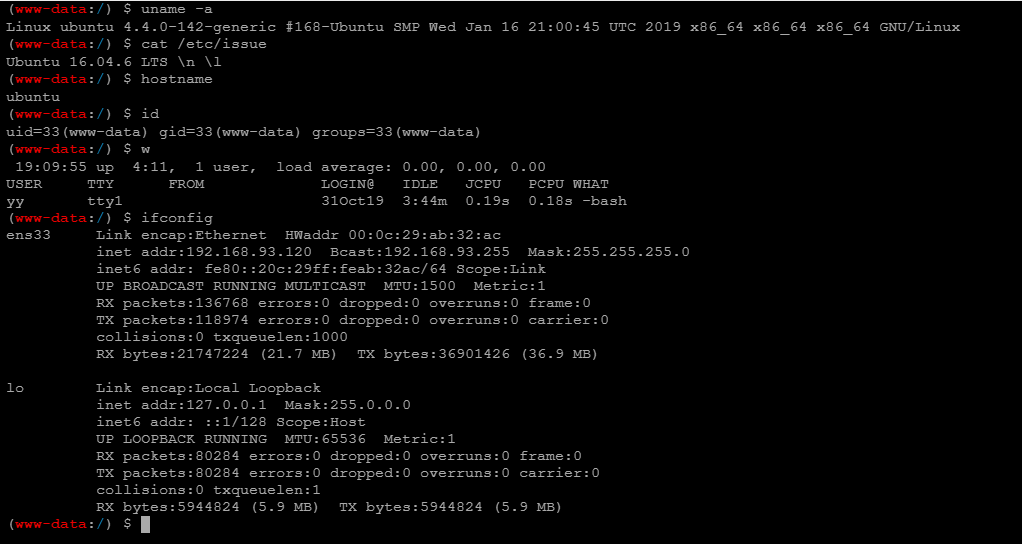 (www-data:/) $ uname -a
Linux ubuntu 4.4.0-142-generic #168-Ubuntu SMP Wed Jan 16 21:00:45 UTC 2019 x86_64 x86_64 x86_64 GNU/Linux
(www-data:/) $ cat /etc/issue
Ubuntu 16.04.6 LTS \n \l
(www-data:/) $ hostname
ubuntu
(www-data:/) $ id
uid=33(www-data) gid=33(www-data) groups=33(www-data)
(www-data:/) $ w
 19:09:55 up  4:11,  1 user,  load average: 0.00, 0.00, 0.00
USER     TTY      FROM             LOGIN@   IDLE   JCPU   PCPU WHAT
yy       tty1                      31Oct19  3:44m  0.19s  0.18s -bash
(www-data:/) $ ifconfig
ens33     Link encap:Ethernet  HWaddr 00:0c:29:ab:32:ac
          inet addr:192.168.93.120  Bcast:192.168.93.255  Mask:255.255.255.0
          inet6 addr: fe80::20c:29ff:feab:32ac/64 Scope:Link
          UP BROADCAST RUNNING MULTICAST  MTU:1500  Metric:1
          RX packets:136768 errors:0 dropped:0 overruns:0 frame:0
          TX packets:118974 errors:0 dropped:0 overruns:0 carrier:0
          collisions:0 txqueuelen:1000
          RX bytes:21747224 (21.7 MB)  TX bytes:36901426 (36.9 MB)

lo        Link encap:Local Loopback
          inet addr:127.0.0.1  Mask:255.0.0.0
          inet6 addr: ::1/128 Scope:Host
          UP LOOPBACK RUNNING  MTU:65536  Metric:1
          RX packets:80284 errors:0 dropped:0 overruns:0 frame:0
          TX packets:80284 errors:0 dropped:0 overruns:0 carrier:0
          collisions:0 txqueuelen:1
          RX bytes:5944824 (5.9 MB)  TX bytes:5944824 (5.9 MB)
(www-data:/) $